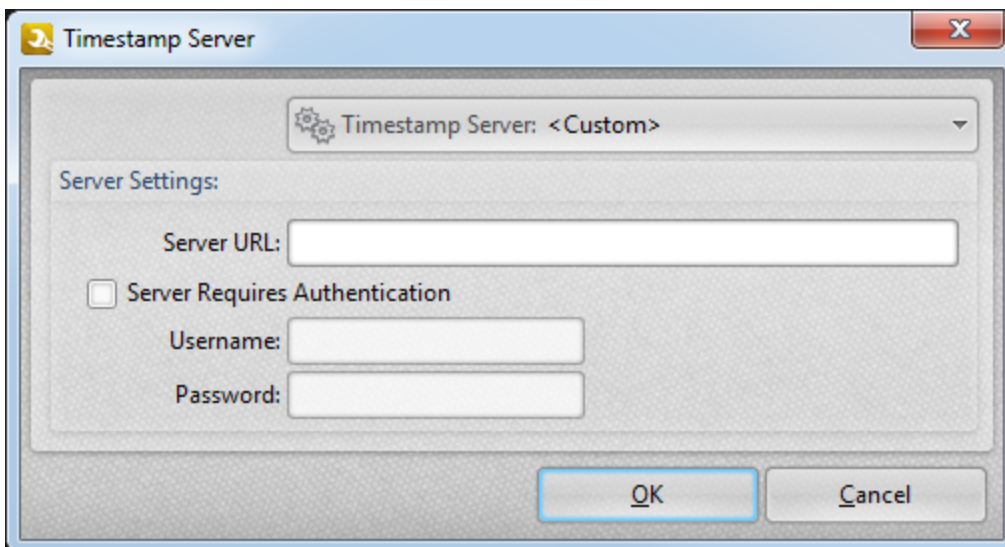 Timestamp Server
Timestamp Server: <Custom>
Server Settings:
Server URL:
Server Requires Authentication
Username:
Password:
OK Cancel